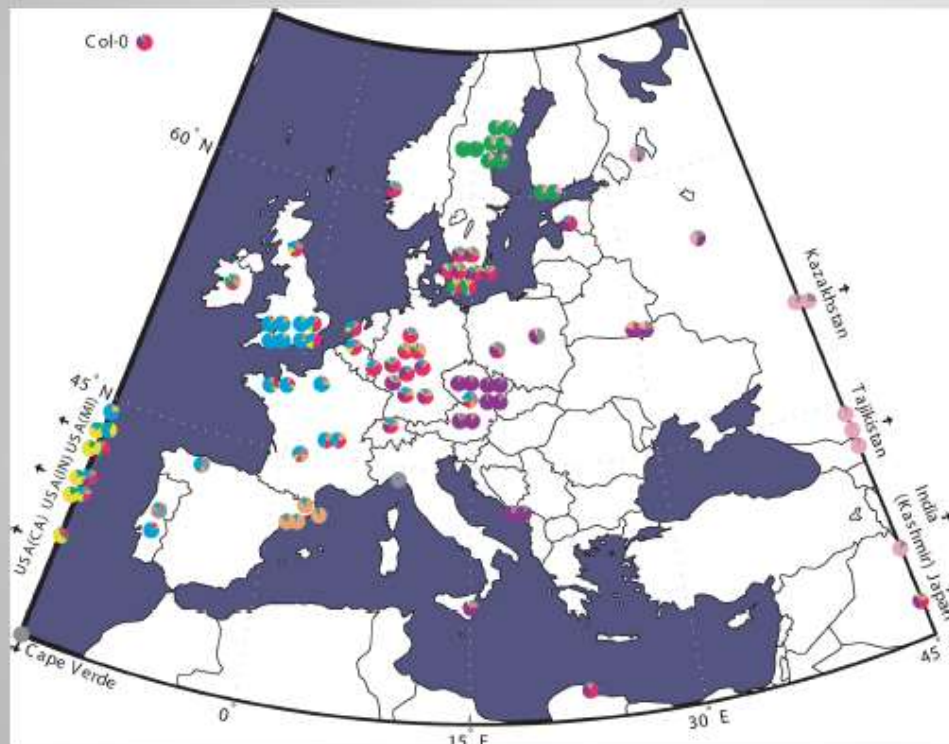 Col-0
60° N
45° N
USA(MI)
USA(IN)
USA(CA)
Cape Verde
0°
15° E
30° E
45°
Kazakhstan
Tajikistan
India
(Kashmir)
Japan